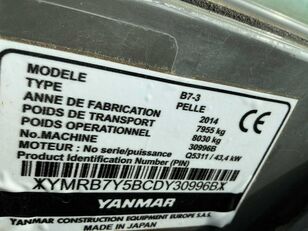 MODELE B7-3
TYPE PELLE
ANNE DE FABRICATION 2014
POIDS DE TRANSPORT 7955 kg
POIDS OPERATIONNEL 8030 kg
No.MACHINE 30996B
MOTEUR : No serie/puissance Q5311 / 43,4 kW
Product Identification Number (PIN)
XYMRB7Y5BCDY30996BX
YANMAR
YANMAR CONSTRUCTION EQUIPMENT EUROPE S.A.S.
MADE IN JAPAN